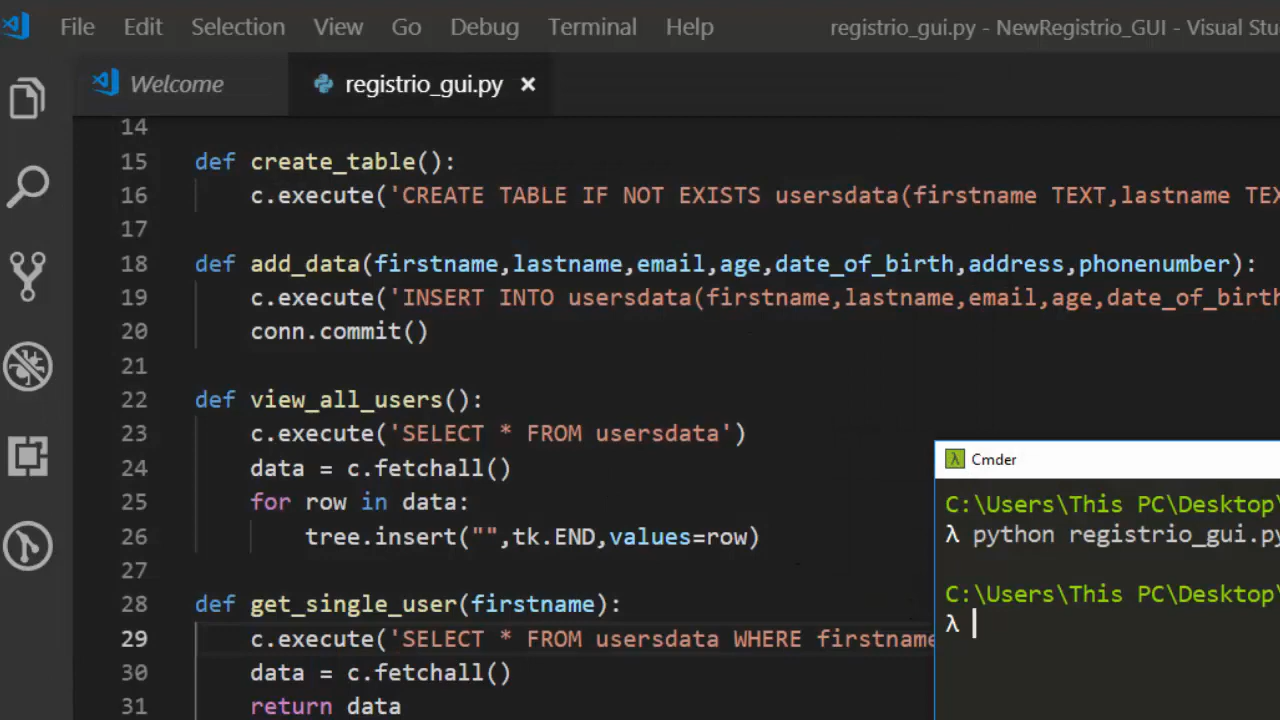 File Edit Selection View Go Debug Terminal Help registrio_gui.py - NewRegistrio_GUI - Visual Stu
Welcome registrio_gui.py ×
14
15 def create_table():
16 c.execute('CREATE TABLE IF NOT EXISTS usersdata(firstname TEXT,lastname TEX
17
18 def add_data(firstname,lastname,email,age,date_of_birth,address,phonenumber):
19 c.execute('INSERT INTO usersdata(firstname,lastname,email,age,date_of_birth
20 conn.commit()
21
22 def view_all_users():
23 c.execute('SELECT * FROM usersdata')
24 data = c.fetchall()
25 for row in data:
26 tree.insert("",tk.END,values=row)
27
28 def get_single_user(firstname):
29 c.execute('SELECT * FROM usersdata WHERE firstname
30 data = c.fetchall()
31 return data
λ Cmder
C:\Users\This PC\Desktop\
λ python registrio_gui.py
C:\Users\This PC\Desktop\
λ